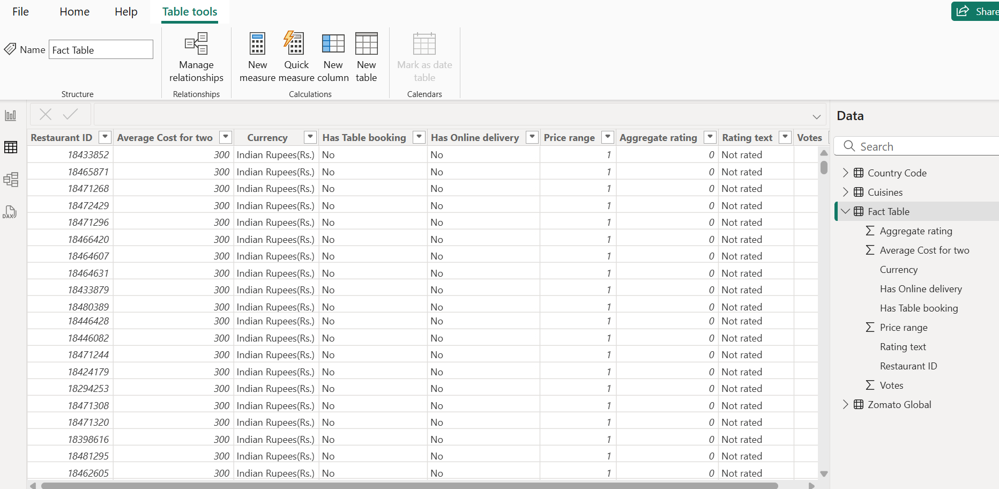 File Home Help Table tools Share
Name Fact Table
Manage relationships
New measure
Quick measure
New column
New table
Mark as date table
Structure Relationships Calculations Calendars
Data
Search
Restaurant ID Average Cost for two Currency Has Table booking Has Online delivery Price range Aggregate rating Rating text Votes
18433852 300 Indian Rupees(Rs.) No No 1 0 Not rated
18465871 300 Indian Rupees(Rs.) No No 1 0 Not rated
18471268 300 Indian Rupees(Rs.) No No 1 0 Not rated
18472429 300 Indian Rupees(Rs.) No No 1 0 Not rated
18471296 300 Indian Rupees(Rs.) No No 1 0 Not rated
18466420 300 Indian Rupees(Rs.) No No 1 0 Not rated
18464607 300 Indian Rupees(Rs.) No No 1 0 Not rated
18464631 300 Indian Rupees(Rs.) No No 1 0 Not rated
18433879 300 Indian Rupees(Rs.) No No 1 0 Not rated
18480389 300 Indian Rupees(Rs.) No No 1 0 Not rated
18446428 300 Indian Rupees(Rs.) No No 1 0 Not rated
18446082 300 Indian Rupees(Rs.) No No 1 0 Not rated
18471244 300 Indian Rupees(Rs.) No No 1 0 Not rated
18424179 300 Indian Rupees(Rs.) No No 1 0 Not rated
18294253 300 Indian Rupees(Rs.) No No 1 0 Not rated
18471308 300 Indian Rupees(Rs.) No No 1 0 Not rated
18471320 300 Indian Rupees(Rs.) No No 1 0 Not rated
18398616 300 Indian Rupees(Rs.) No No 1 0 Not rated
18481295 300 Indian Rupees(Rs.) No No 1 0 Not rated
18462605 300 Indian Rupees(Rs.) No No 1 0 Not rated
DAX
Country Code
Cuisines
Fact Table
∑ Aggregate rating
∑ Average Cost for two
Currency
Has Online delivery
Has Table booking
∑ Price range
Rating text
Restaurant ID
∑ Votes
Zomato Global